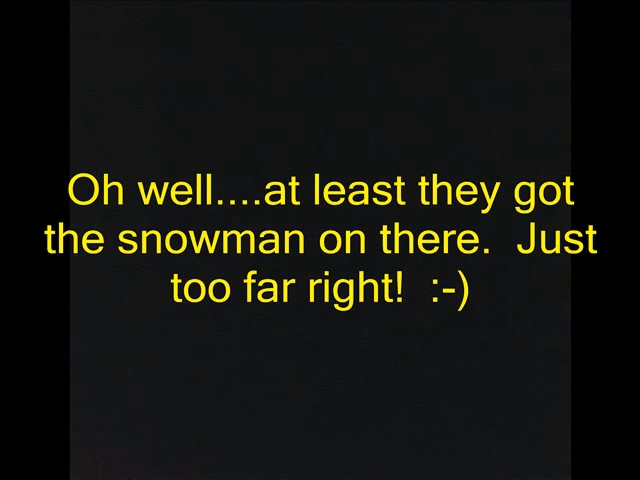 Oh well....at least they got
the snowman on there.  Just
too far right!  :-)